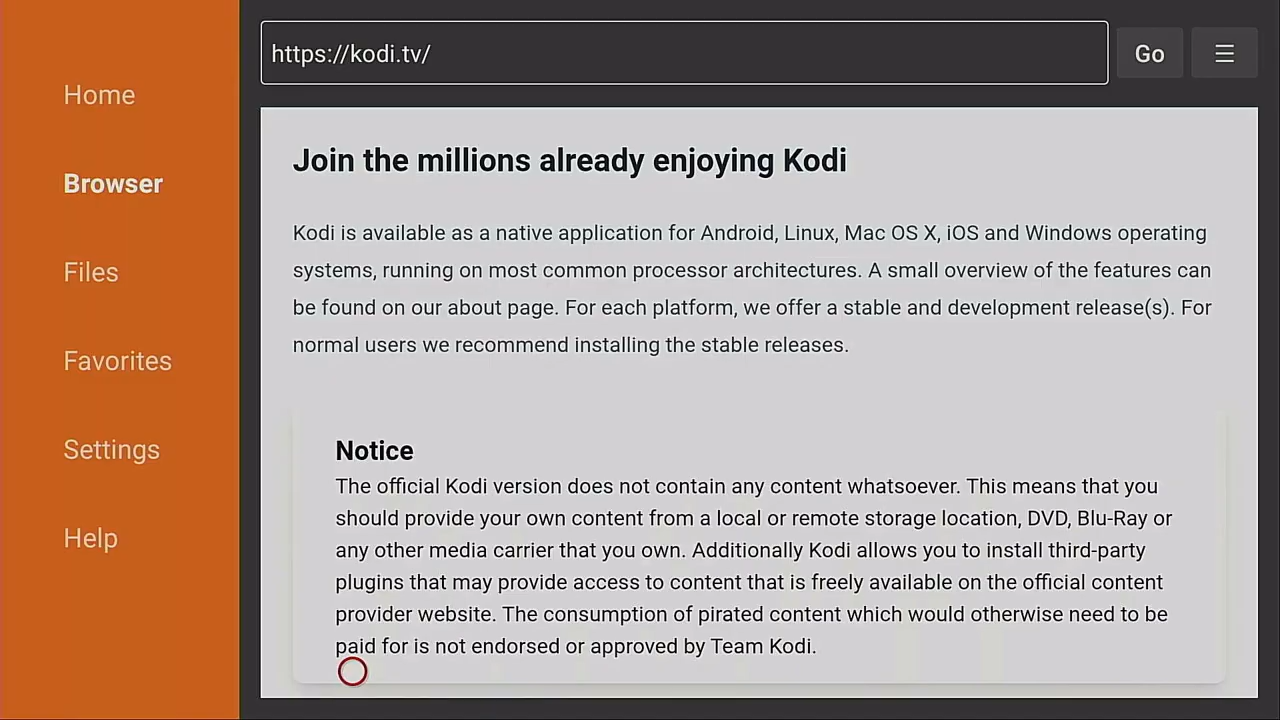 Home
Browser
Files
Favorites
Settings
Help
https://kodi.tv/
Go
Join the millions already enjoying Kodi
Kodi is available as a native application for Android, Linux, Mac OS X, iOS and Windows operating
systems, running on most common processor architectures. A small overview of the features can
be found on our about page. For each platform, we offer a stable and development release(s). For
normal users we recommend installing the stable releases.
Notice
The official Kodi version does not contain any content whatsoever. This means that you
should provide your own content from a local or remote storage location, DVD, Blu-Ray or
any other media carrier that you own. Additionally Kodi allows you to install third-party
plugins that may provide access to content that is freely available on the official content
provider website. The consumption of pirated content which would otherwise need to be
paid for is not endorsed or approved by Team Kodi.